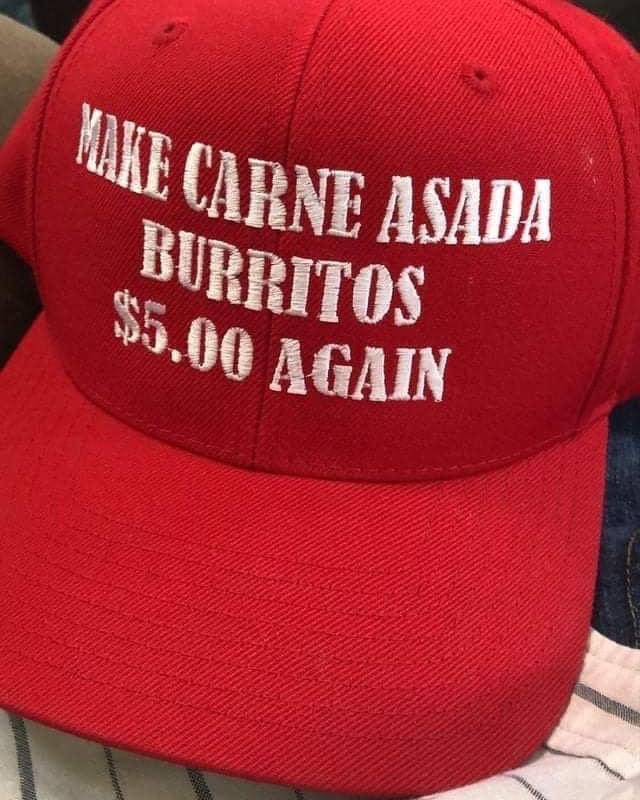 MAKE CARNE ASADA
BURRITOS
$5.00 AGAIN